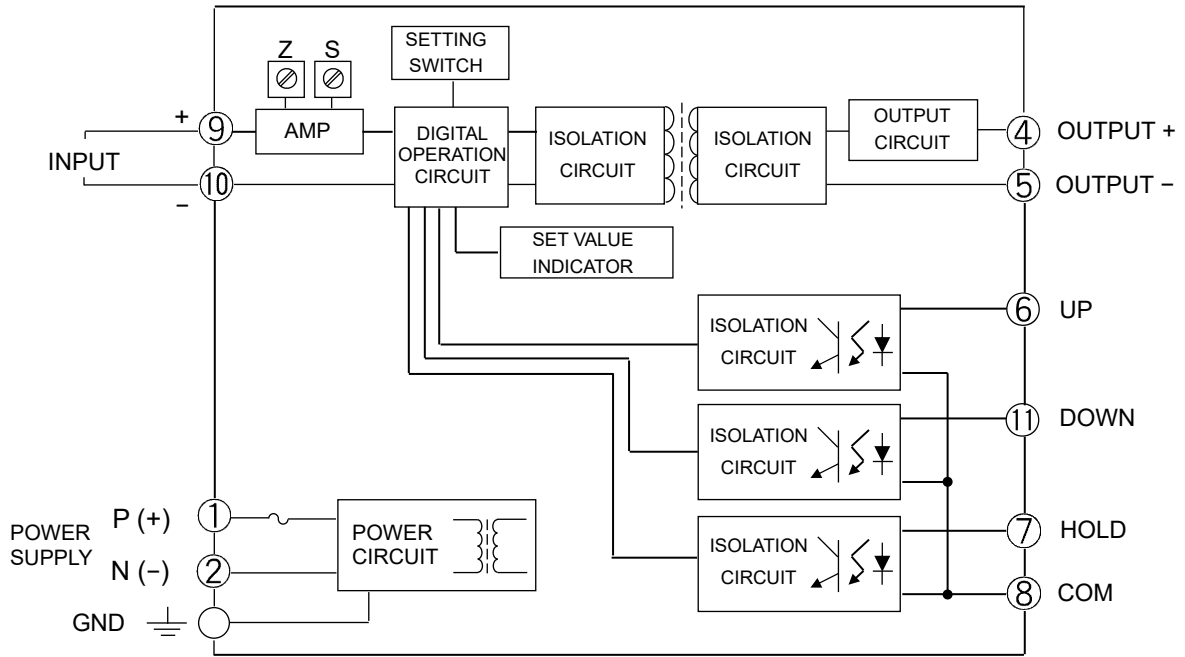 SETTING
SWITCH
Z S
+ 9 AMP
DIGITAL
OPERATION
CIRCUIT
ISOLATION
CIRCUIT
ISOLATION
CIRCUIT
OUTPUT
CIRCUIT
4 OUTPUT +
INPUT
10
−
5 OUTPUT −
SET VALUE
INDICATOR
ISOLATION
CIRCUIT
6 UP
ISOLATION
CIRCUIT
11 DOWN
POWER
SUPPLY
P (+) 1
N (−) 2
GND
POWER
CIRCUIT
ISOLATION
CIRCUIT
7 HOLD
8 COM